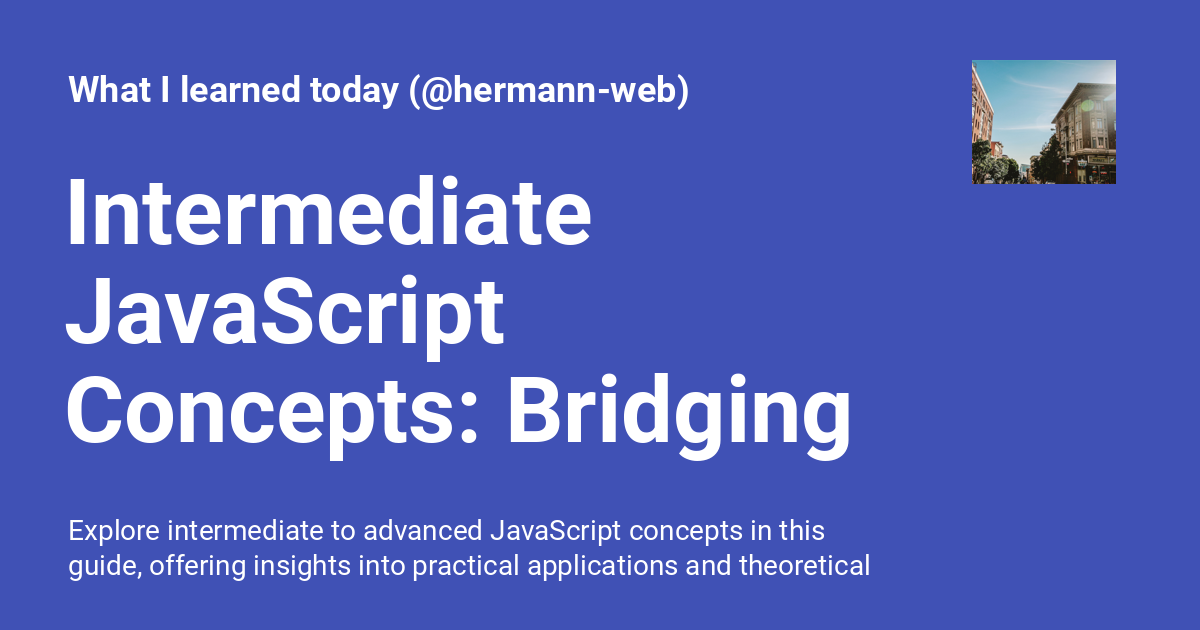 What I learned today (@hermann-web)
Intermediate
JavaScript
Concepts: Bridging
Explore intermediate to advanced JavaScript concepts in this
guide, offering insights into practical applications and theoretical